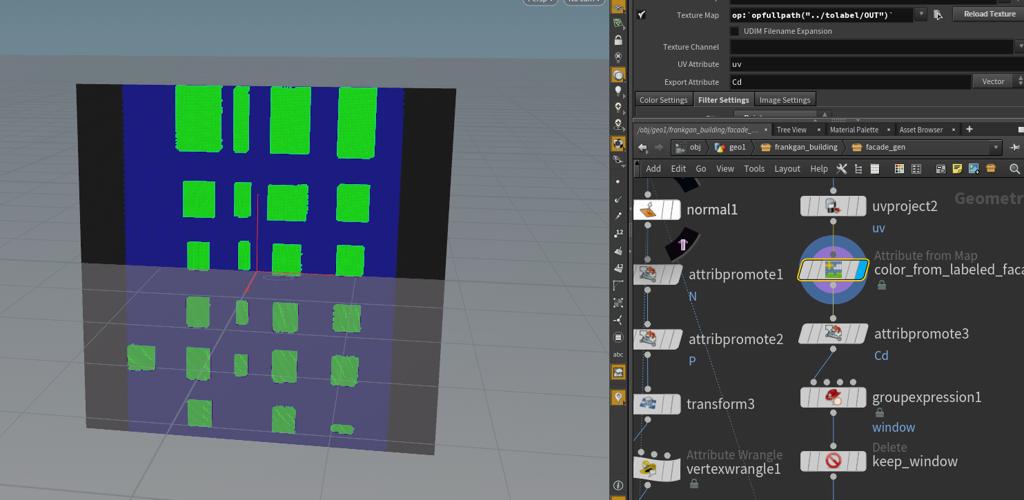 Texture Map
op:`opfullpath("../tolabel/OUT")`
Reload Texture
UDIM Filename Expansion
Texture Channel
UV Attribute
uv
Export Attribute
Cd
Vector
Color Settings
Filter Settings
Image Settings
/obj/geo1/frankgan_building/facade_...
Tree View
Material Palette
Asset Browser
obj
geo1
frankgan_building
facade_gen
Add
Edit
Go
View
Tools
Layout
Help
normal1
attribpromote1
N
attribpromote2
P
transform3
Attribute Wrangle
vertexwrangle1
uvproject2
uv
Attribute from Map
color_from_labeled_faca
attribpromote3
Cd
groupexpression1
window
Delete
keep_window
Geometr
abc